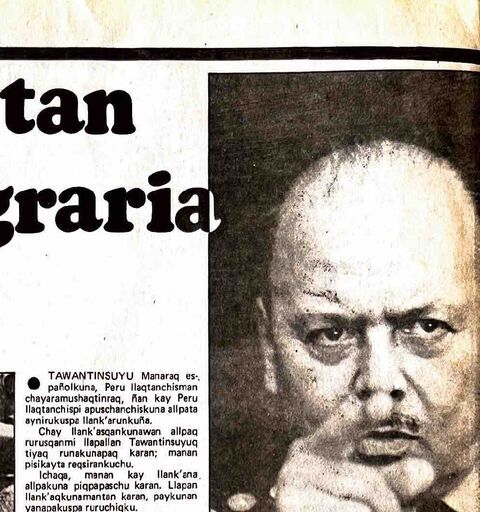 tan
graria
● TAWANTINSUYU Manaraq es-
pañolkuna, Peru llaqtanchisman
chayaramushaqtinraq, ñan kay Peru
llaqtanchispi apuschanchiskuna allpata
aynirukuspa llank'arunkuña.
Chay llank'asqankunawan allpaq
rurusqanmi llapallan Tawantinsuyuq
tiyaq runakunapaq karan; manan
pisikayta reqsirankuchu.
Ichaqa, manan kay llank'ana
allpakuna piqpapaschu karan. Llapan
llank'aqkunamantan karan, paykunan
yanapakuspa ruruchiqku.